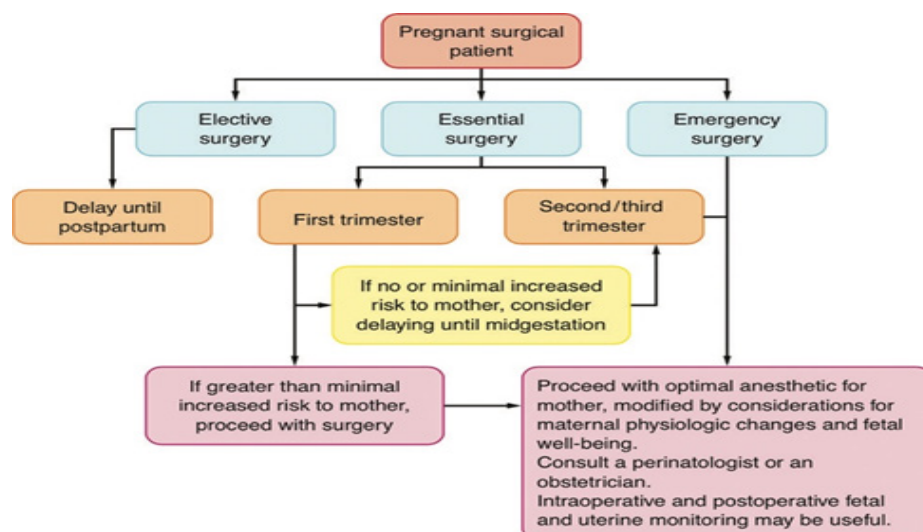 Pregnant surgical
patient
Elective
surgery
Essential
surgery
Emergency
surgery
Delay until
postpartum
First trimester
Second/third
trimester
If no or minimal increased
risk to mother, consider
delaying until midgestation
If greater than minimal
increased risk to mother,
proceed with surgery
Proceed with optimal anesthetic for
mother, modified by considerations for
maternal physiologic changes and fetal
well-being.
Consult a perinatologist or an
obstetrician.
Intraoperative and postoperative fetal
and uterine monitoring may be useful.